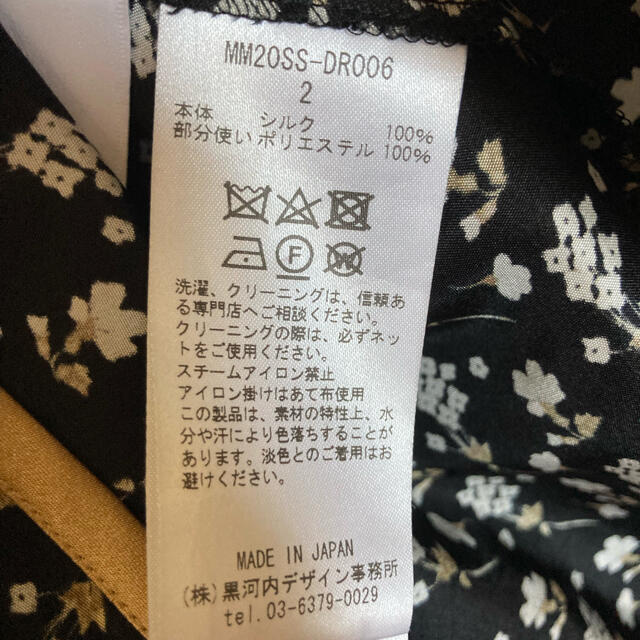 MM20SS-DR006
2
本体 シルク 100%
部分使い ポリエステル 100%
洗濯、クリーニングは、信頼あ
る専門店へご相談ください。
クリーニングの際は、必ずネッ
トをご使用ください。
スチームアイロン禁止
アイロン掛けはあて布使用
この製品は、素材の特性上、水
分や汗により色落ちすることが
あります。淡色とのご着用はお
避けください。
MADE IN JAPAN
(株)黒河内デザイン事務所
tel. 03-6379-0029